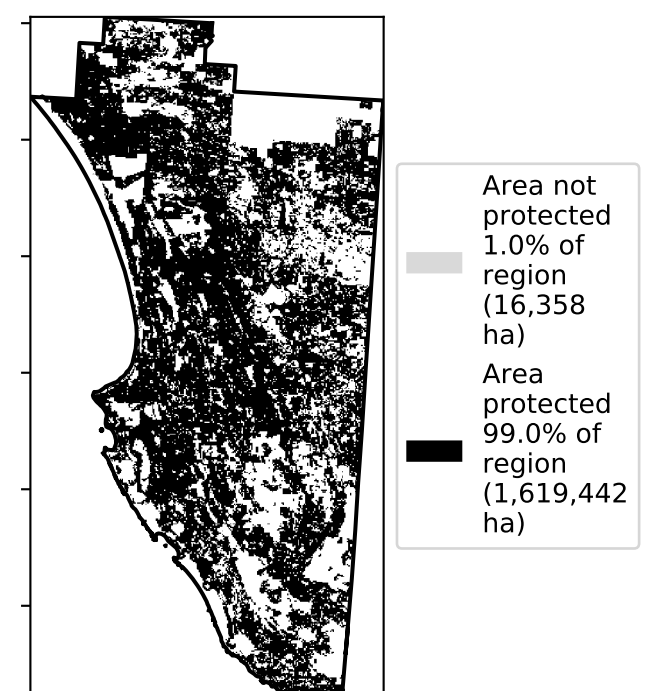 Area not
protected
1.0% of
region
(16,358
ha)
Area
protected
99.0% of
region
(1,619,442
ha)